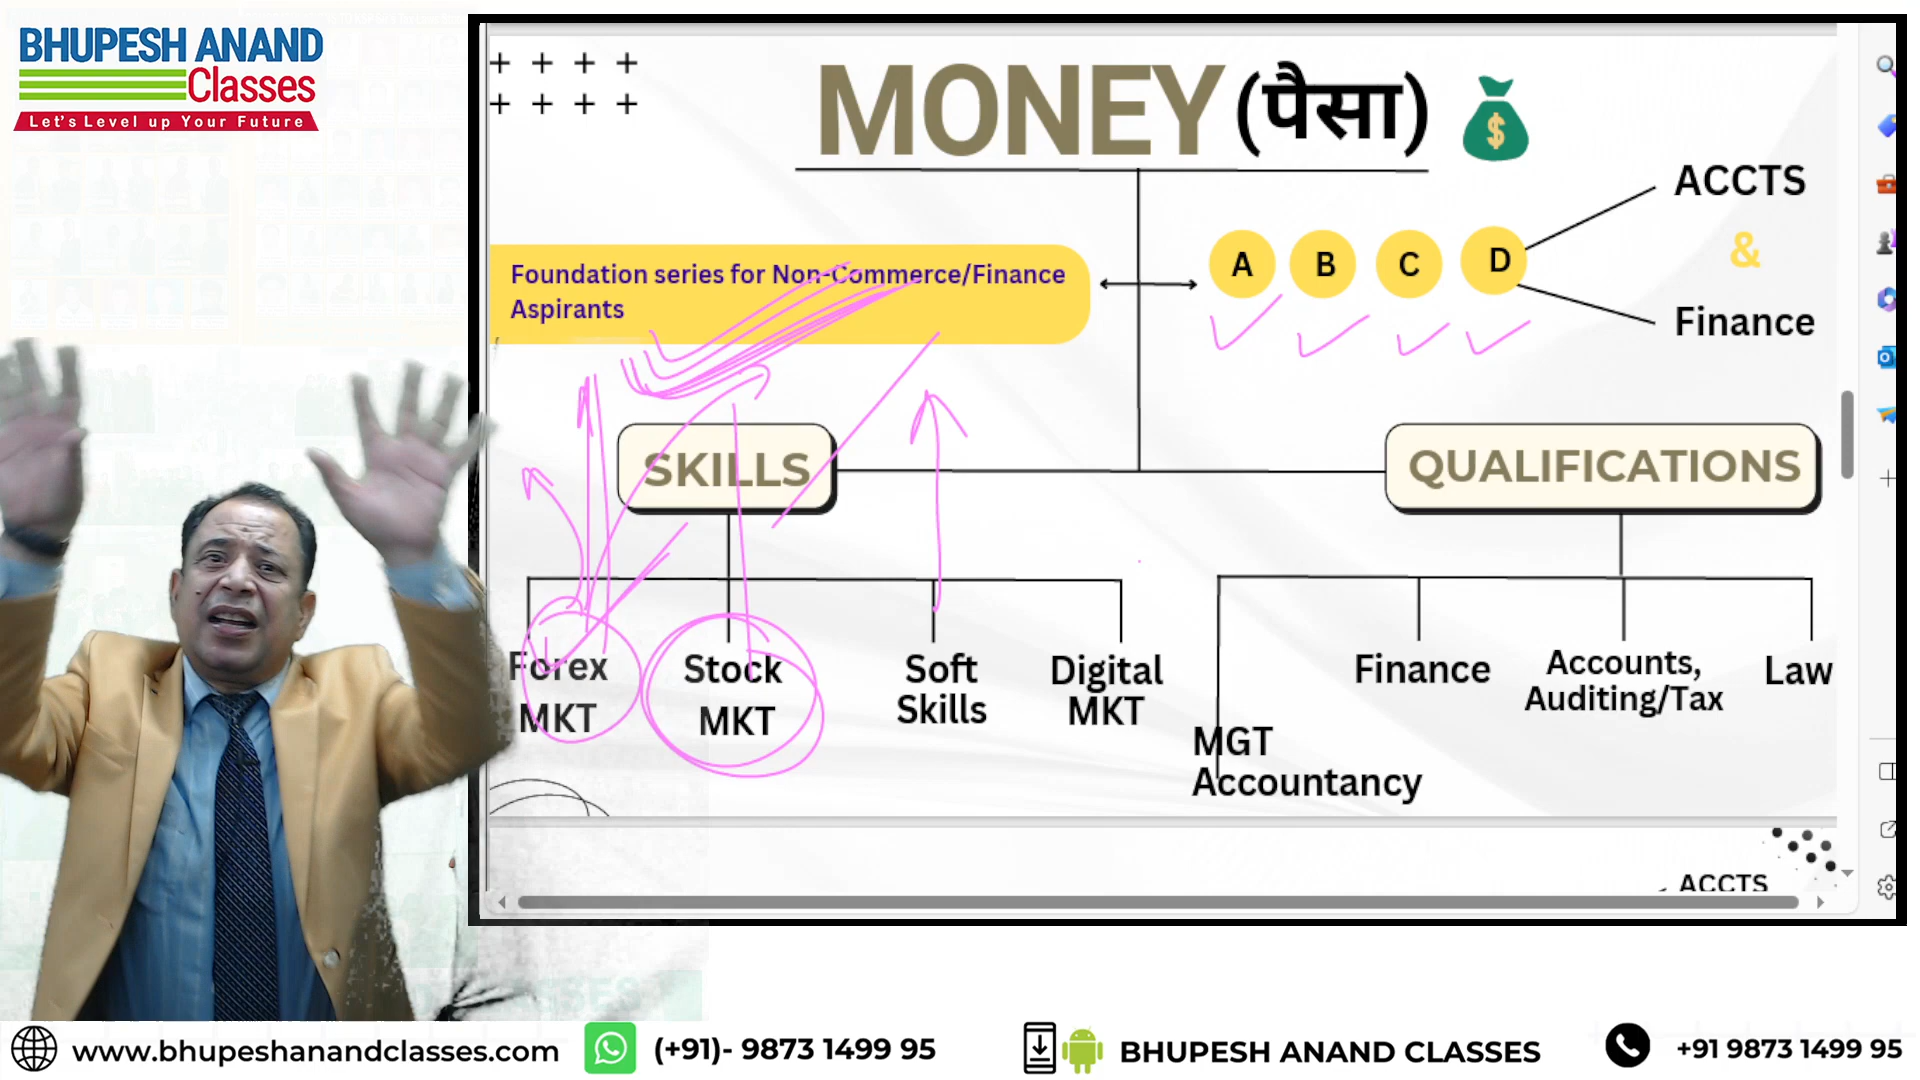 BHUPESH ANAND
Classes
Let's Level up Your Future
MONEY (पैसा)
$
ACCTS
&
Finance
Foundation series for Non-Commerce/Finance
Aspirants
A B C D
SKILLS
QUALIFICATIONS
Forex
MKT
Stock
MKT
Soft
Skills
Digital
MKT
MGT
Accountancy
Finance
Accounts,
Auditing/Tax
Law
ACCTS
www.bhupeshanandclasses.com
(+91)- 9873 1499 95
BHUPESH ANAND CLASSES
+91 9873 1499 95